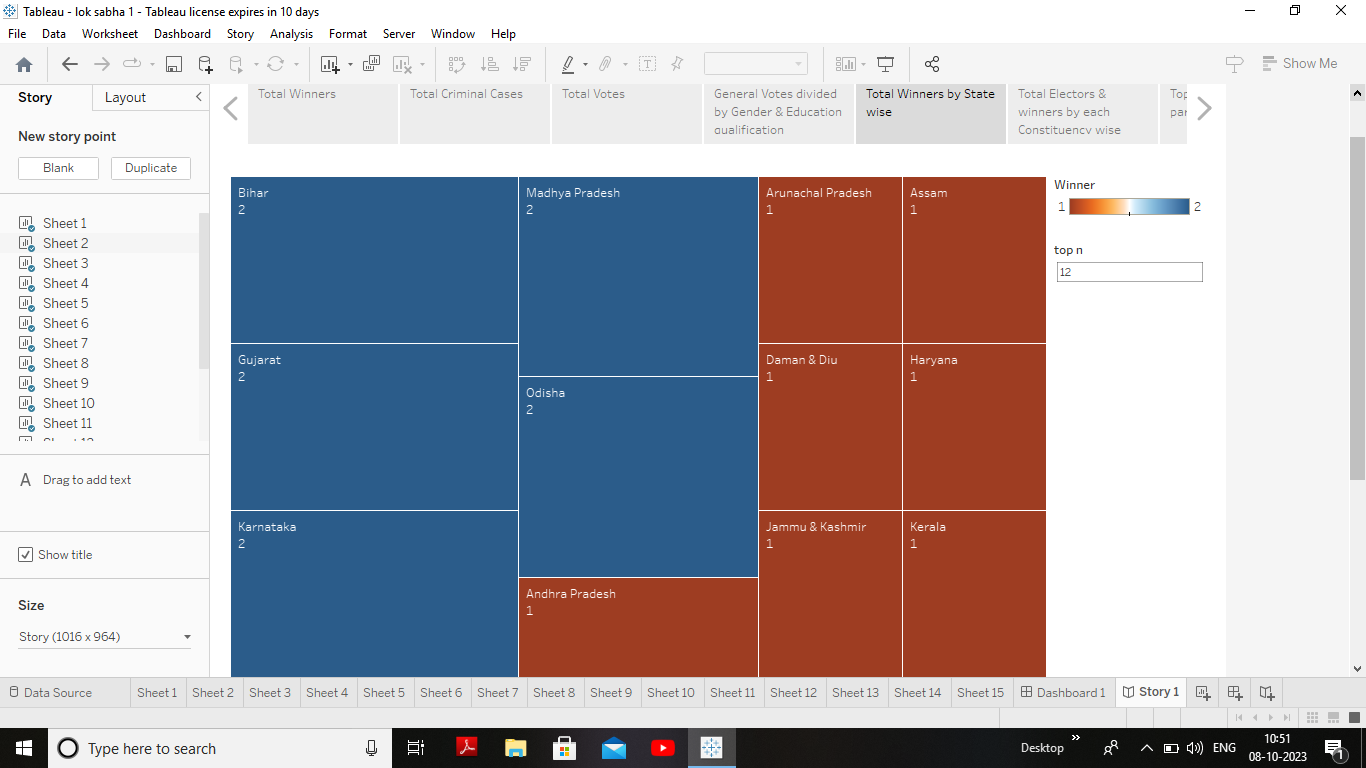 Tableau - lok sabha 1 - Tableau license expires in 10 days
File Data Worksheet Dashboard Story Analysis Format Server Window Help
Show Me
Story Layout
New story point
Blank Duplicate
Sheet 1
Sheet 2
Sheet 3
Sheet 4
Sheet 5
Sheet 6
Sheet 7
Sheet 8
Sheet 9
Sheet 10
Sheet 11
A Drag to add text
Show title
Size
Story (1016 x 964)
Total Winners
Total Criminal Cases
Total Votes
General Votes divided
by Gender & Education
qualification
Total Winners by State
wise
Total Electors &
winners by each
Constituency wise
Top
par
Bihar
2
Gujarat
2
Karnataka
2
Madhya Pradesh
2
Odisha
2
Andhra Pradesh
1
Arunachal Pradesh
1
Assam
1
Daman & Diu
1
Haryana
1
Jammu & Kashmir
1
Kerala
1
Winner
1 2
top n
12
Data Source Sheet 1 Sheet 2 Sheet 3 Sheet 4 Sheet 5 Sheet 6 Sheet 7 Sheet 8 Sheet 9 Sheet 10 Sheet 11 Sheet 12 Sheet 13 Sheet 14 Sheet 15 Dashboard 1 Story 1
Type here to search
Desktop
ENG
10:51
08-10-2023
1